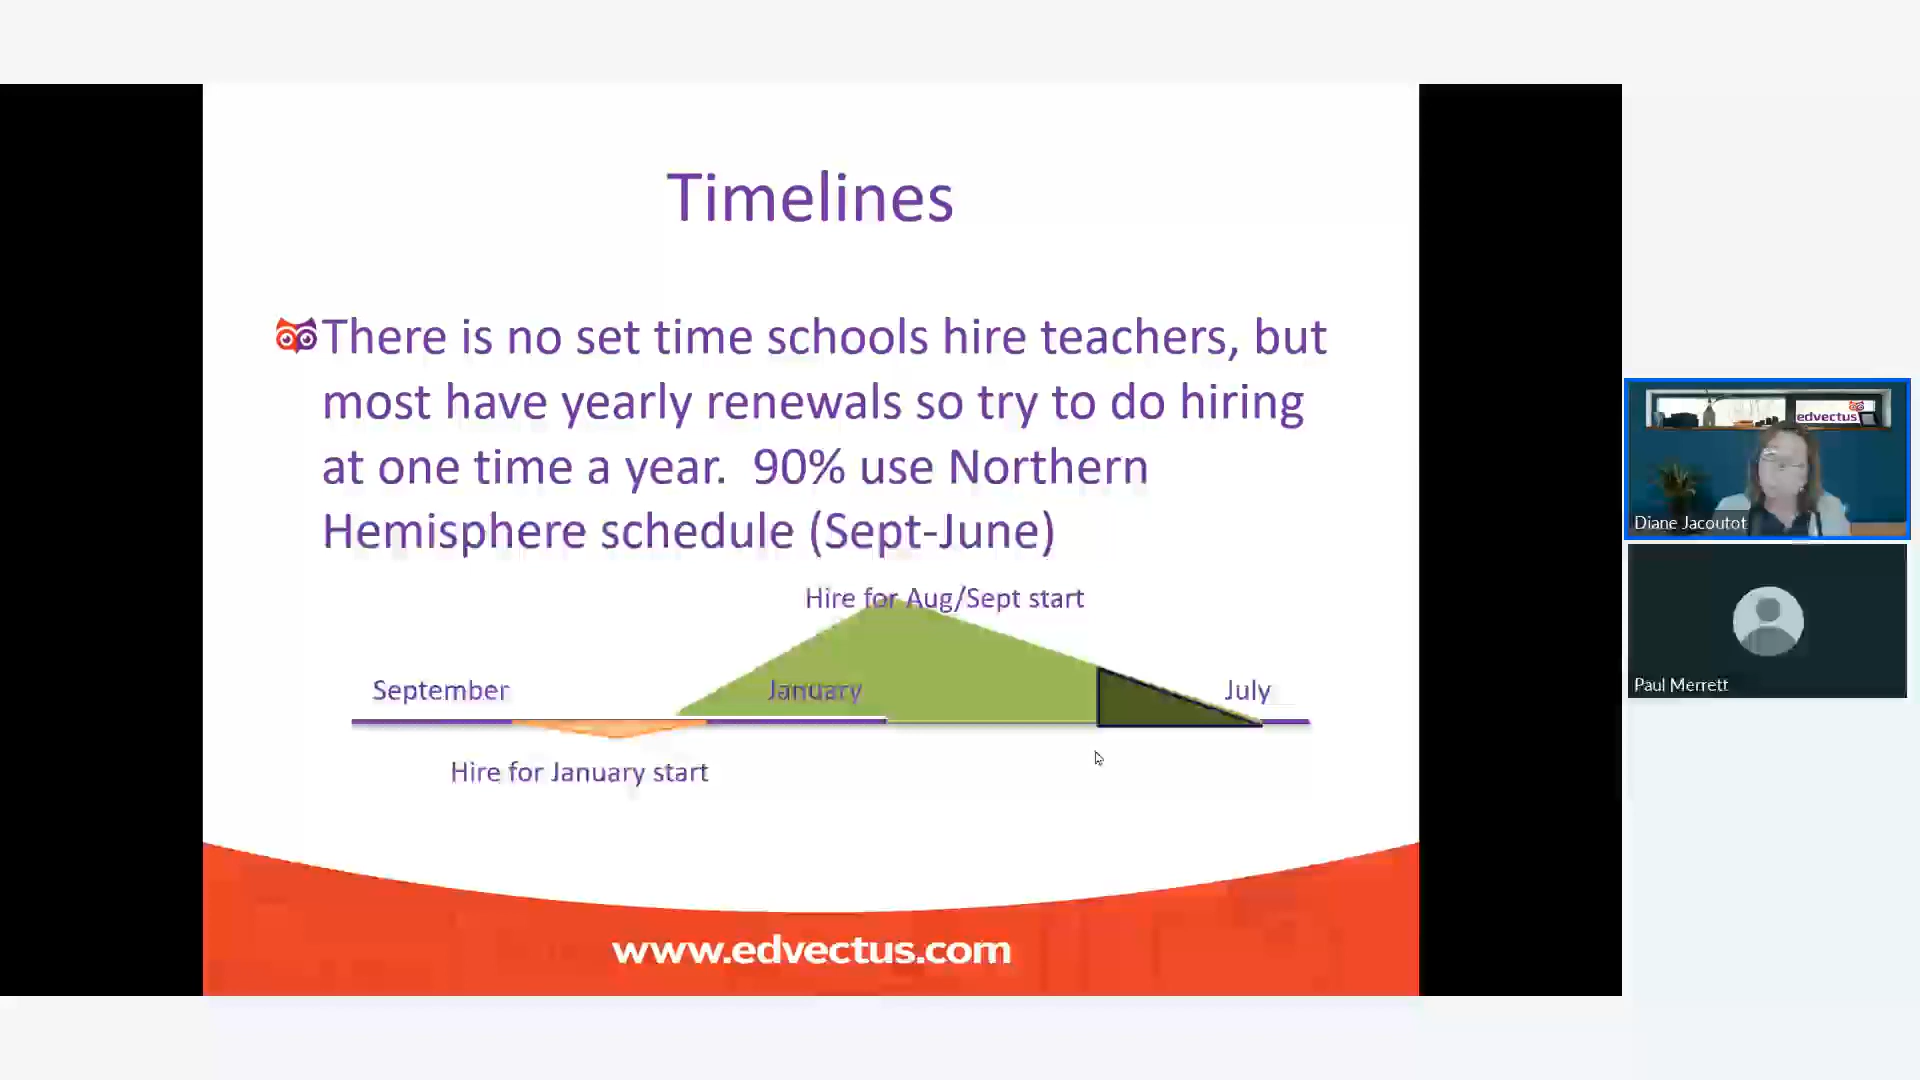 Timelines
There is no set time schools hire teachers, but
most have yearly renewals so try to do hiring
at one time a year. 90% use Northern
Hemisphere schedule (Sept-June)
Hire for Aug/Sept start
September
January
July
Hire for January start
www.edvectus.com
edvectus
Diane Jacoutot
Paul Merrett